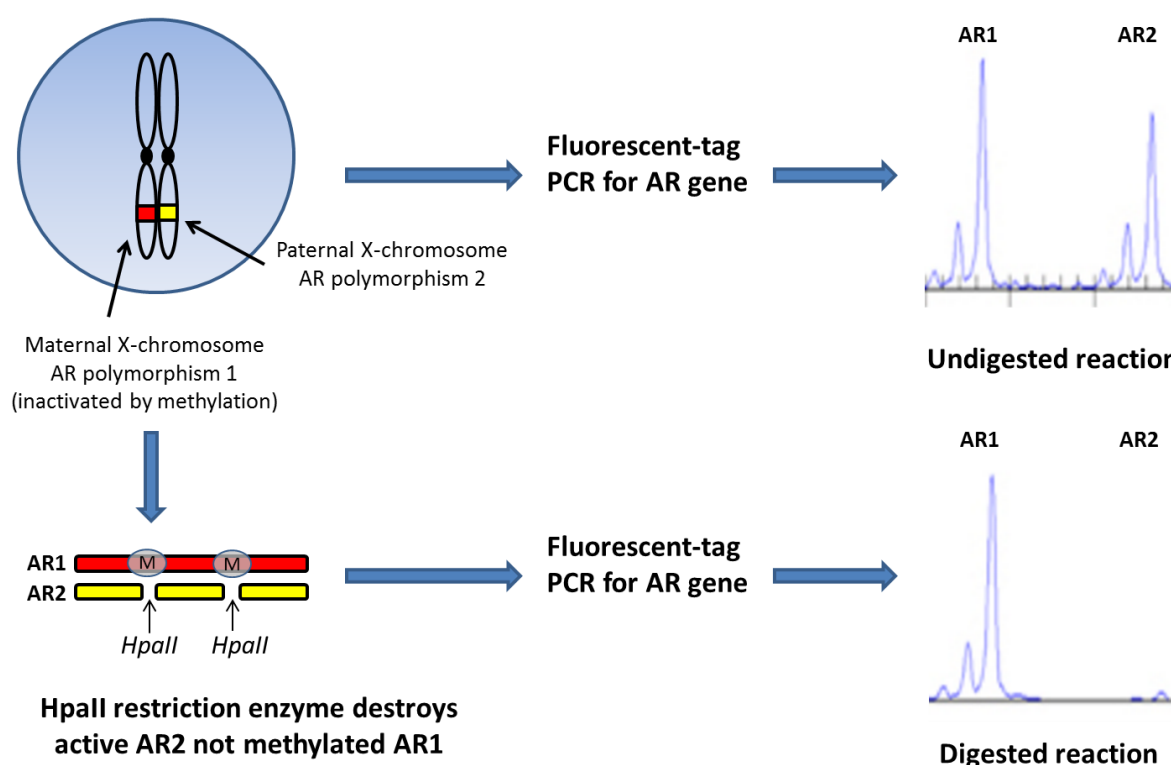 AR1 AR2
Fluorescent-tag
PCR for AR gene
Paternal X-chromosome
AR polymorphism 2
Maternal X-chromosome
AR polymorphism 1
(inactivated by methylation)
Undigested reaction
AR1 AR2
AR1 M M
AR2
HpaII HpaII
Fluorescent-tag
PCR for AR gene
HpaII restriction enzyme destroys
active AR2 not methylated AR1
Digested reaction